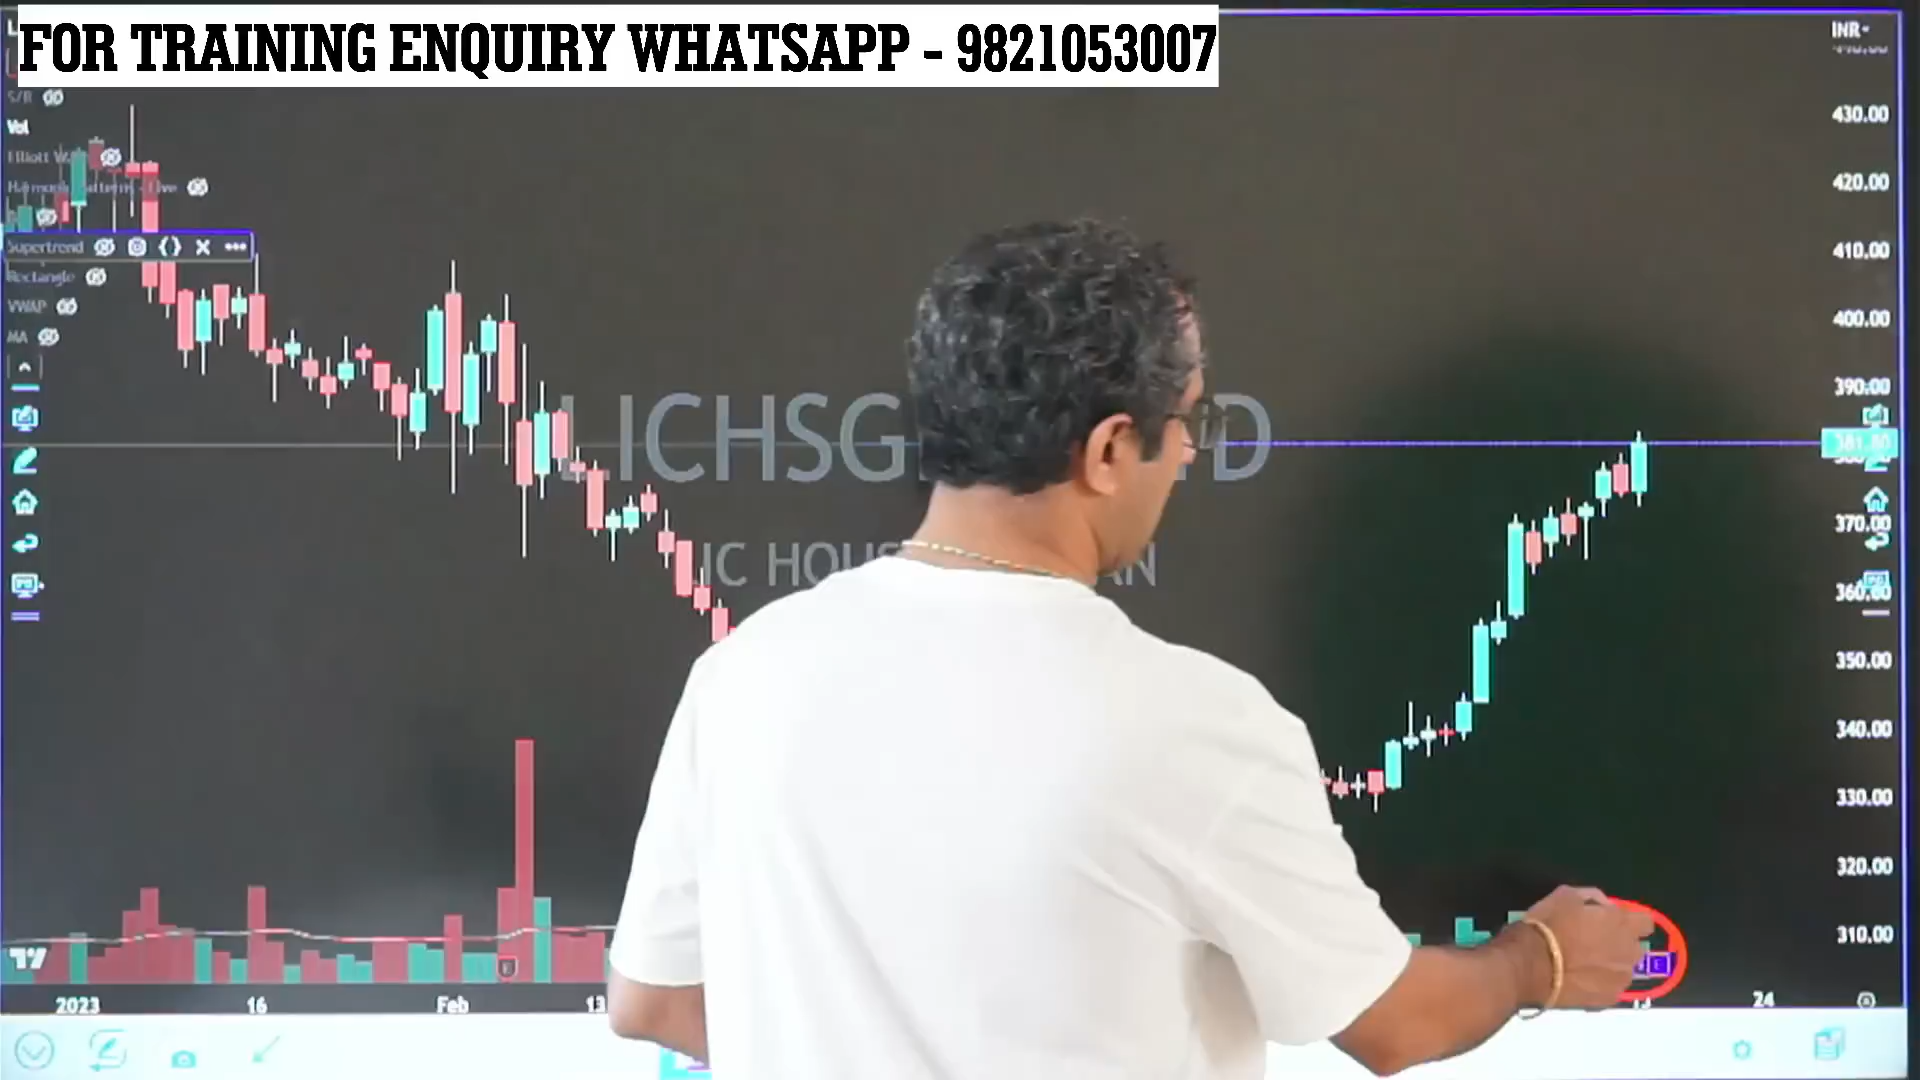 FOR TRAINING ENQUIRY WHATSAPP - 9821053007
INR
S/R
Vol
Supertrend
Rectangle
VWAP
MA
430.00
420.00
410.00
400.00
390.00
370.00
360.00
350.00
340.00
330.00
320.00
310.00
2023
16
Feb
13
24